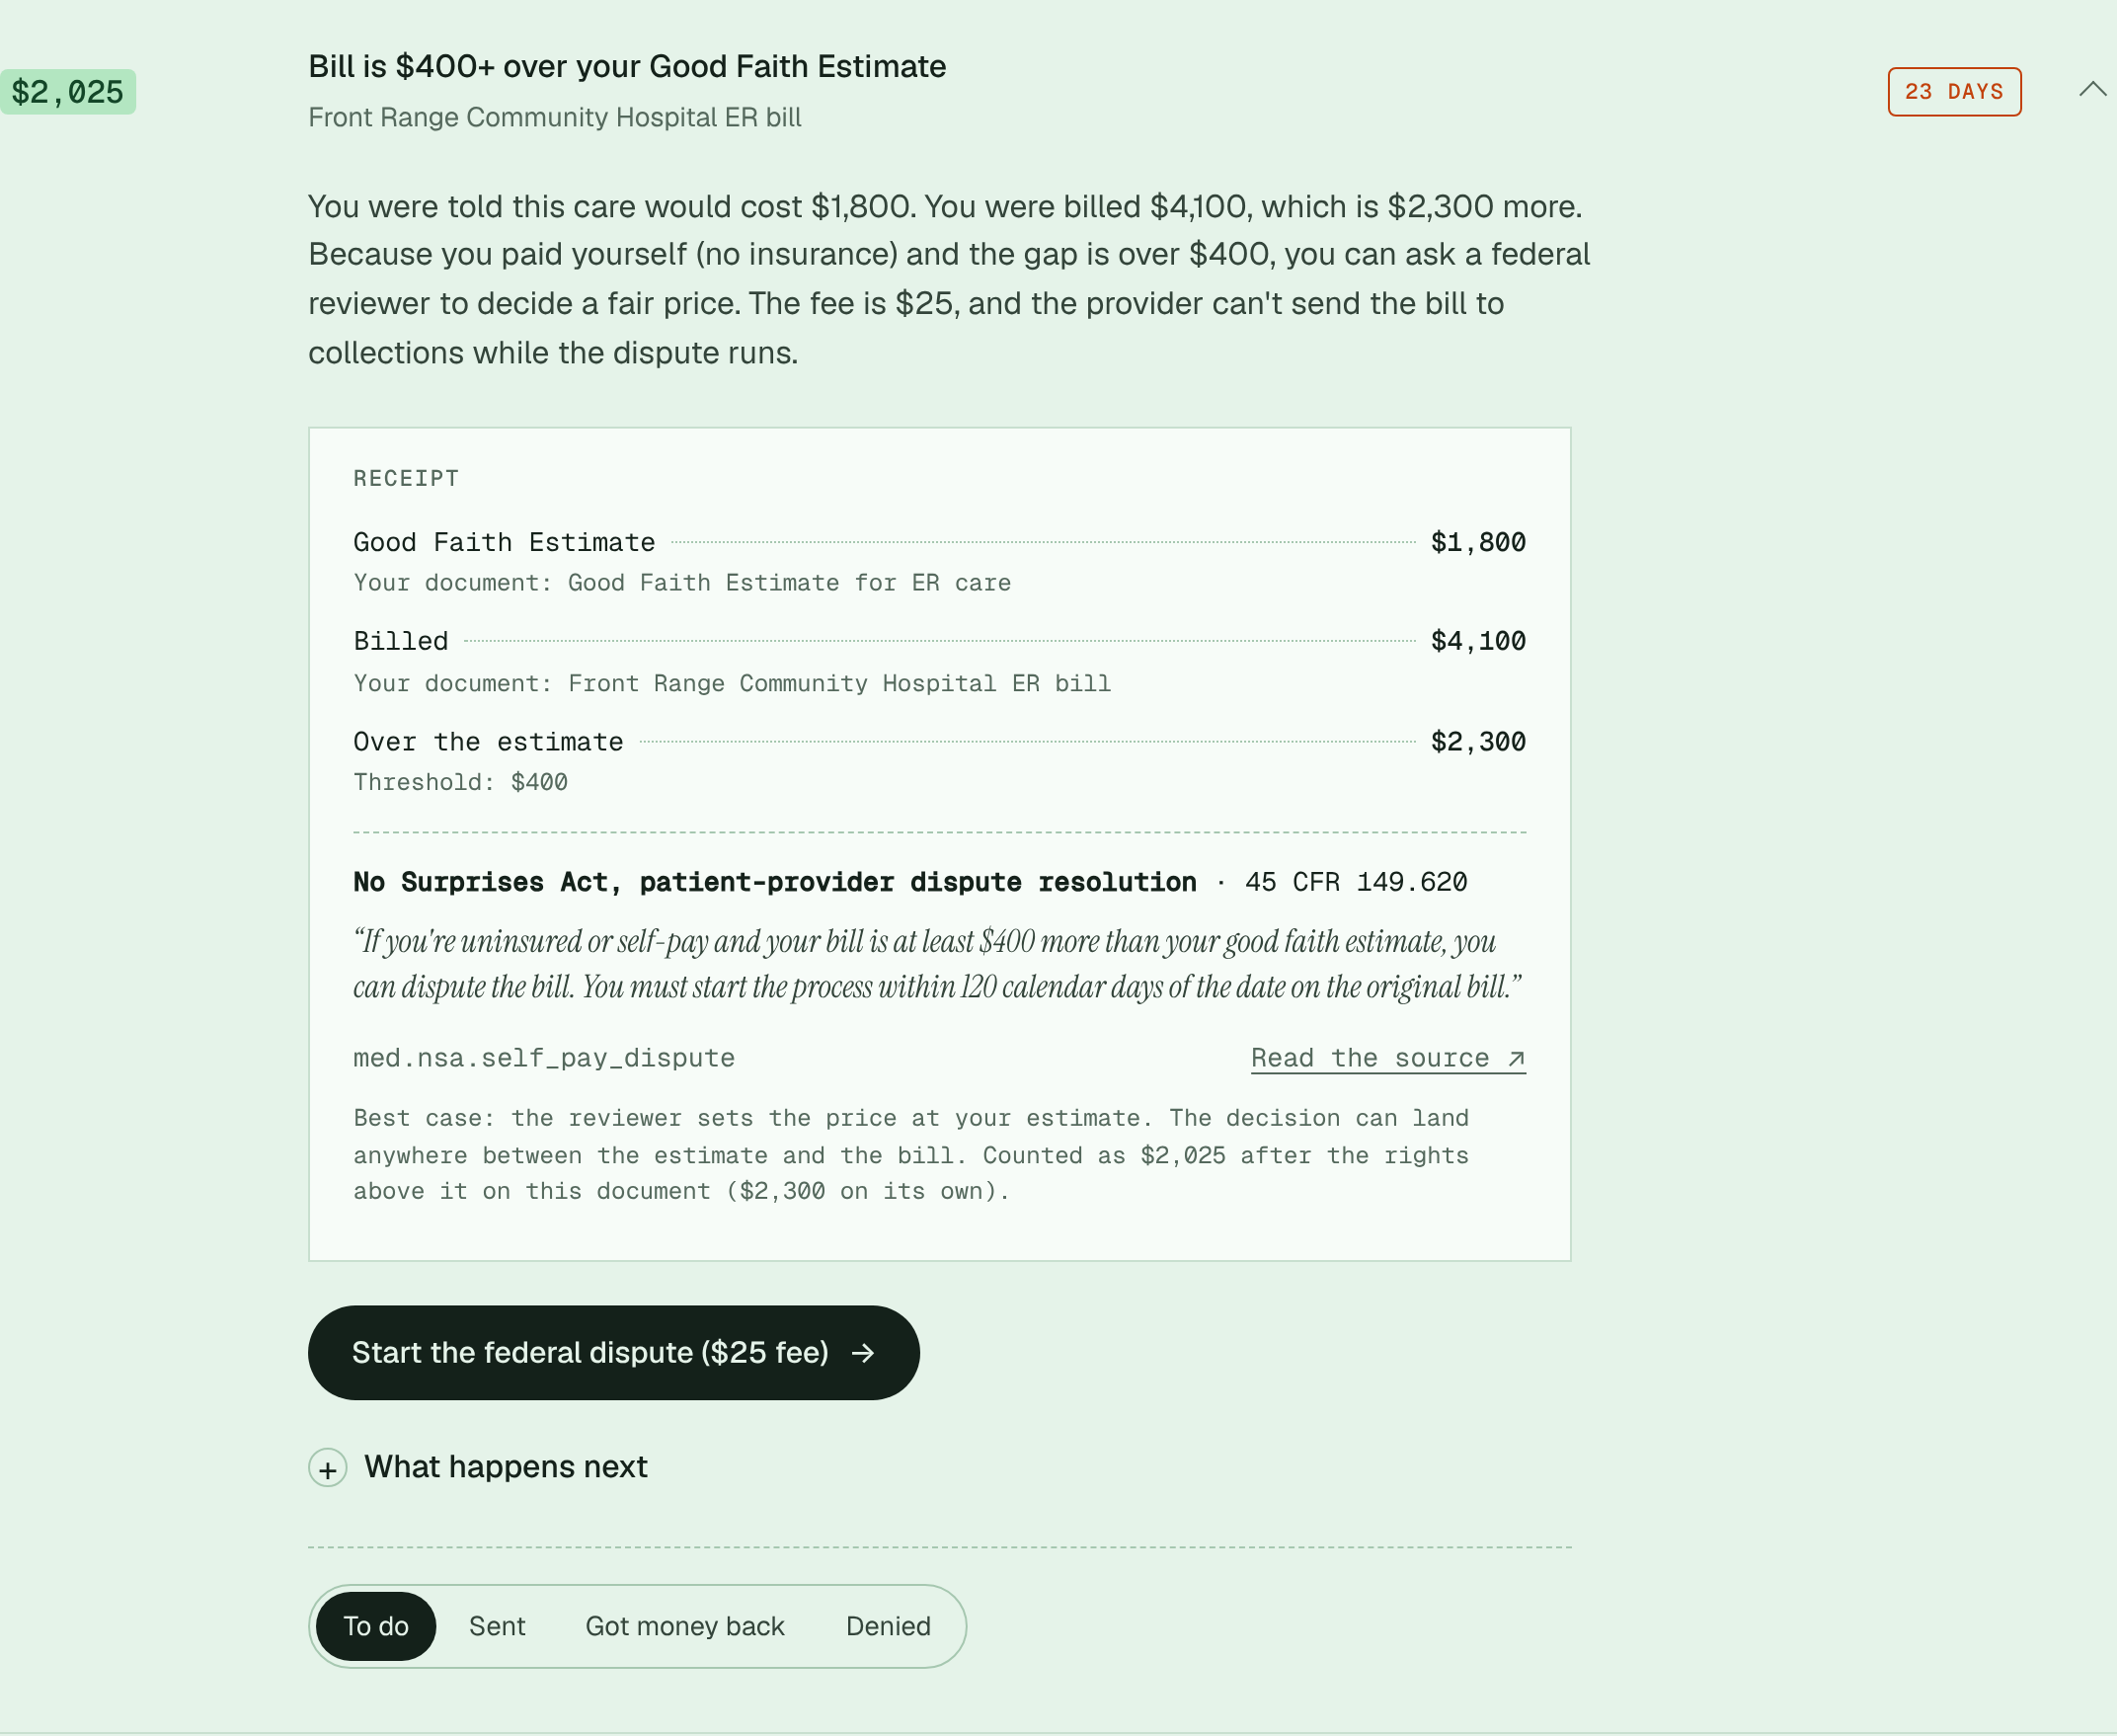 $2,025
Bill is $400+ over your Good Faith Estimate
Front Range Community Hospital ER bill
23 DAYS
You were told this care would cost $1,800. You were billed $4,100, which is $2,300 more.
Because you paid yourself (no insurance) and the gap is over $400, you can ask a federal
reviewer to decide a fair price. The fee is $25, and the provider can't send the bill to
collections while the dispute runs.
RECEIPT
Good Faith Estimate $1,800
Your document: Good Faith Estimate for ER care
Billed $4,100
Your document: Front Range Community Hospital ER bill
Over the estimate $2,300
Threshold: $400
No Surprises Act, patient-provider dispute resolution · 45 CFR 149.620
“If you're uninsured or self-pay and your bill is at least $400 more than your good faith estimate, you
can dispute the bill. You must start the process within 120 calendar days of the date on the original bill.”
med.nsa.self_pay_dispute
Read the source ↗
Best case: the reviewer sets the price at your estimate. The decision can land
anywhere between the estimate and the bill. Counted as $2,025 after the rights
above it on this document ($2,300 on its own).
Start the federal dispute ($25 fee) →
+ What happens next
To do Sent Got money back Denied